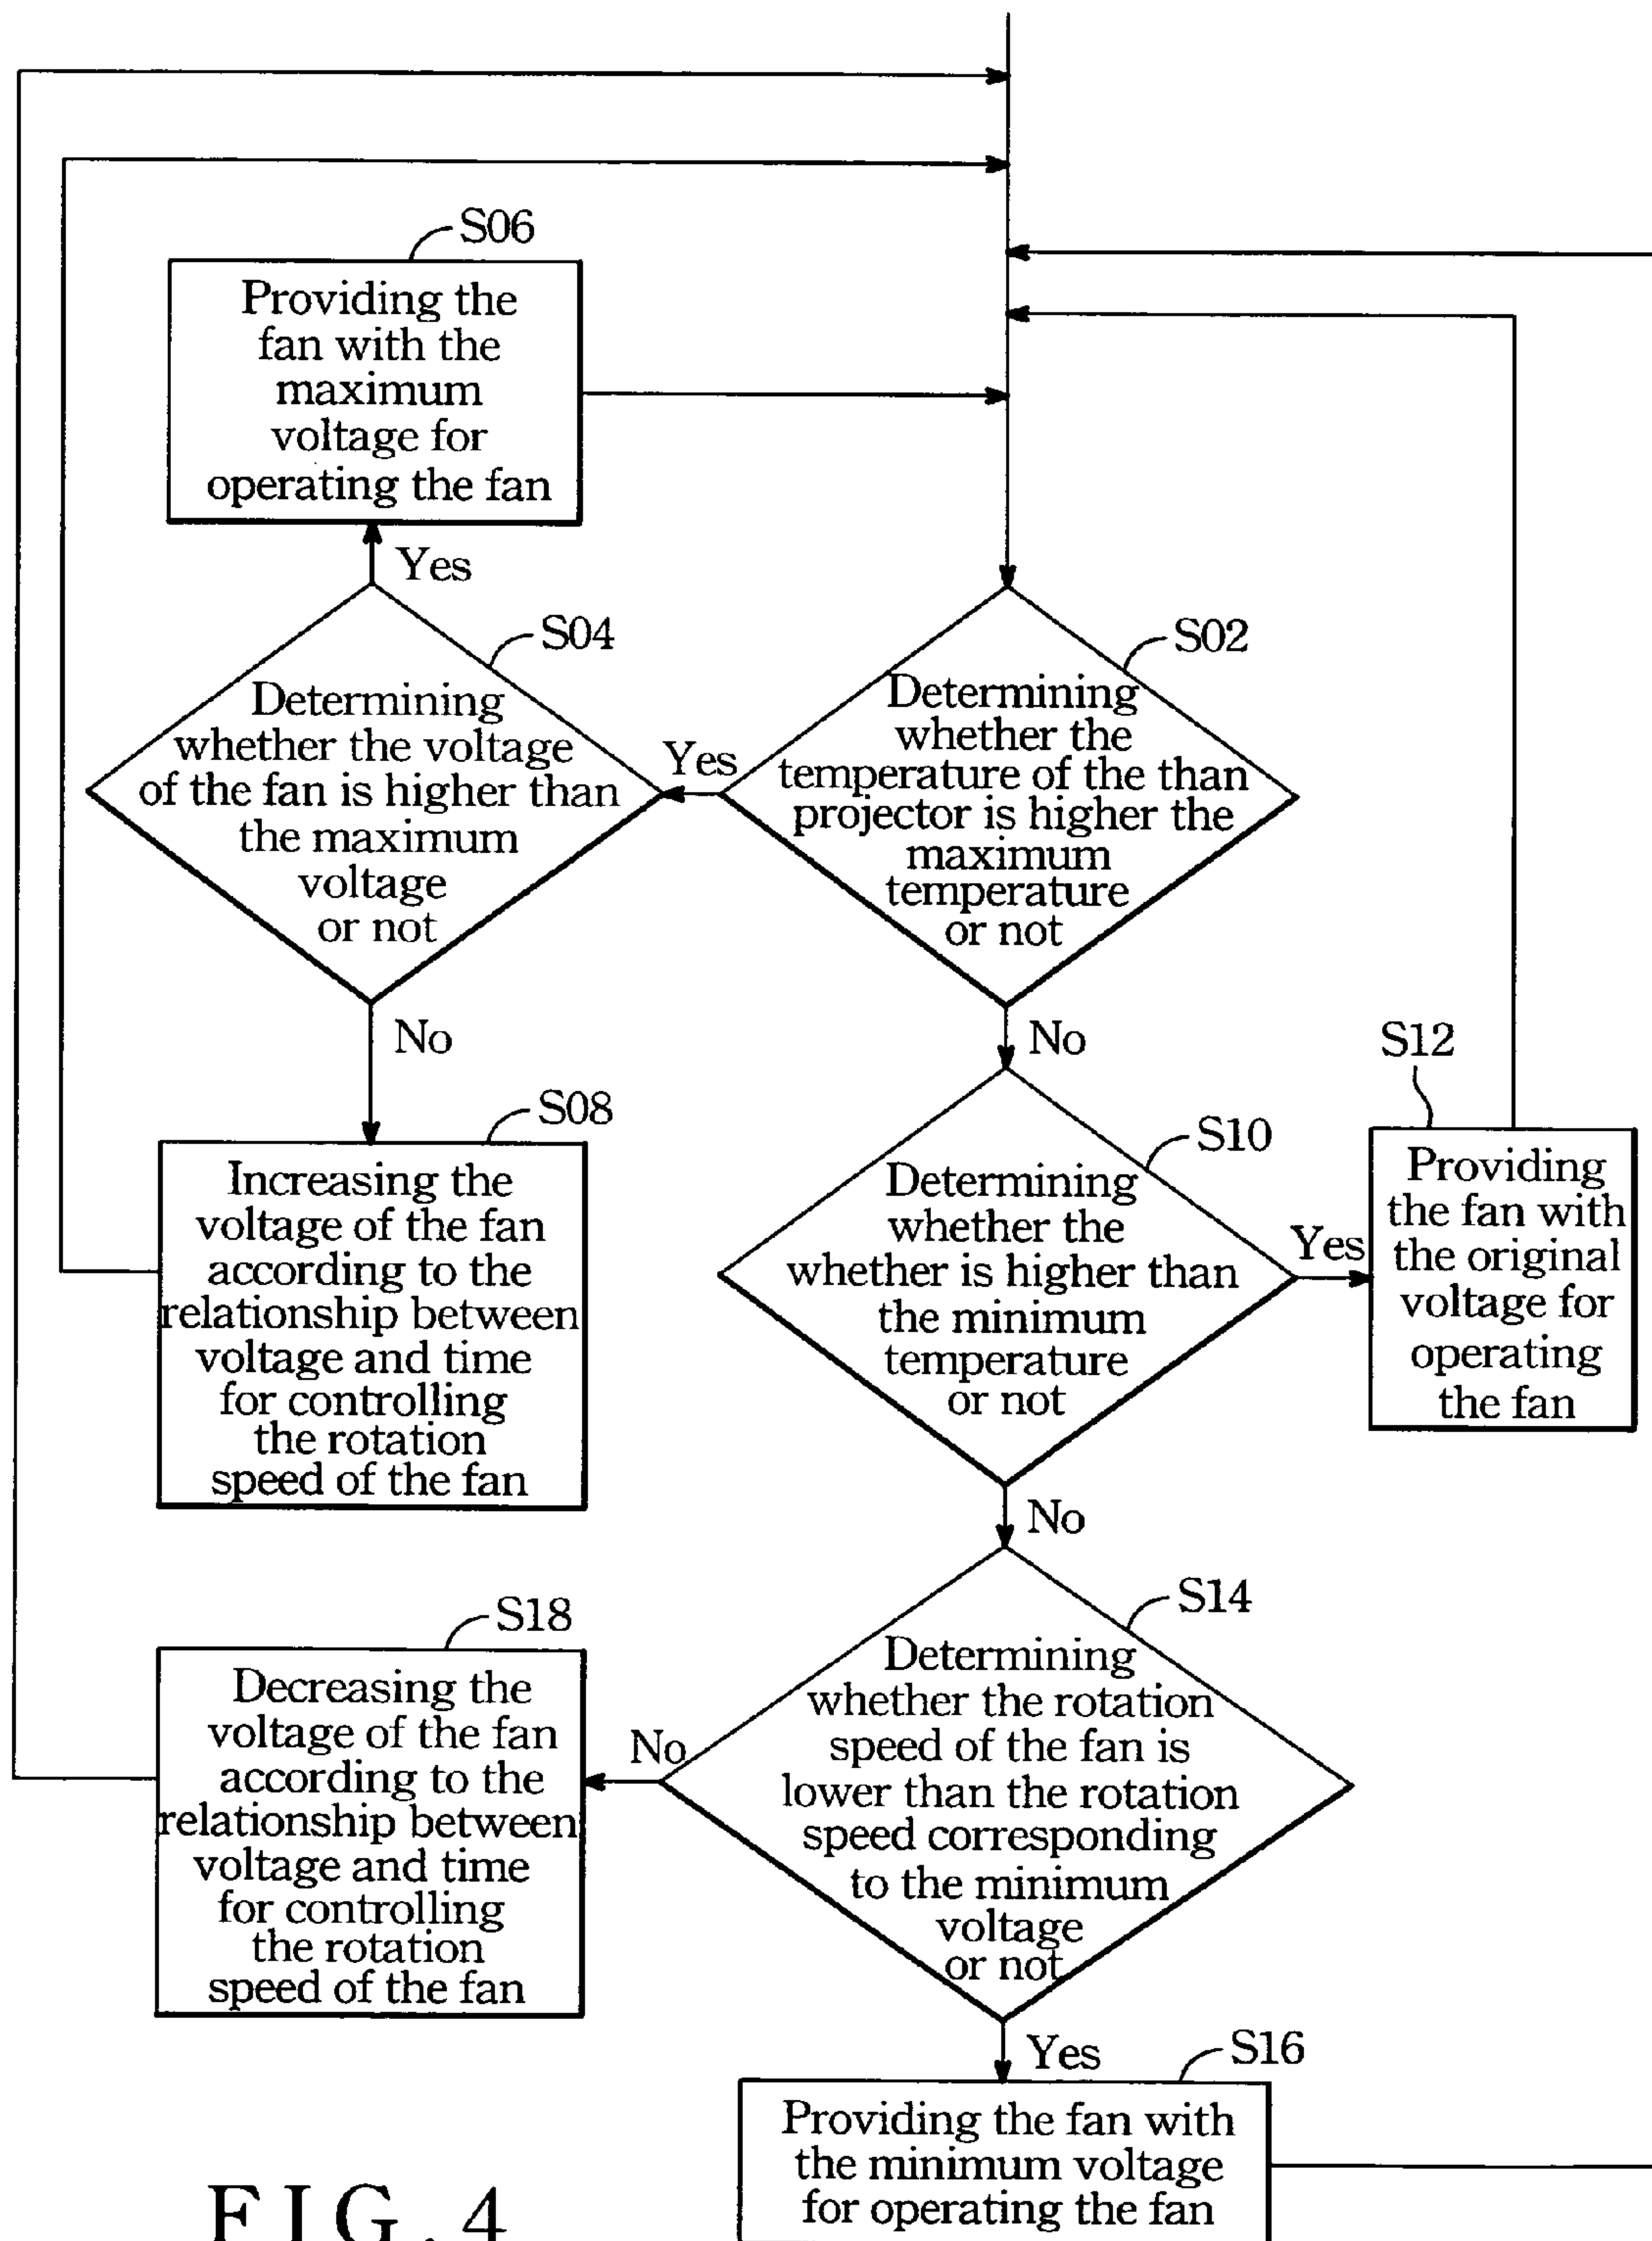 S06
Providing the
fan with the
maximum
voltage for
operating the fan
Yes
S04
Determining
whether the voltage
of the fan is higher than
the maximum
voltage
or not
Yes
S02
Determining
whether the
temperature of the than
projector is higher the
maximum
temperature
or not
No
No
S08
Increasing the
voltage of the fan
according to the
relationship between
voltage and time
for controlling
the rotation
speed of the fan
S10
Determining
whether the
whether is higher than
the minimum
temperature
or not
Yes
S12
Providing
the fan with
the original
voltage for
operating
the fan
No
S14
Determining
whether the rotation
speed of the fan is
lower than the rotation
speed corresponding
to the minimum
voltage
or not
No
S18
Decreasing the
voltage of the fan
according to the
relationship between
voltage and time
for controlling
the rotation
speed of the fan
Yes
S16
Providing the fan with
the minimum voltage
for operating the fan
FIG.4